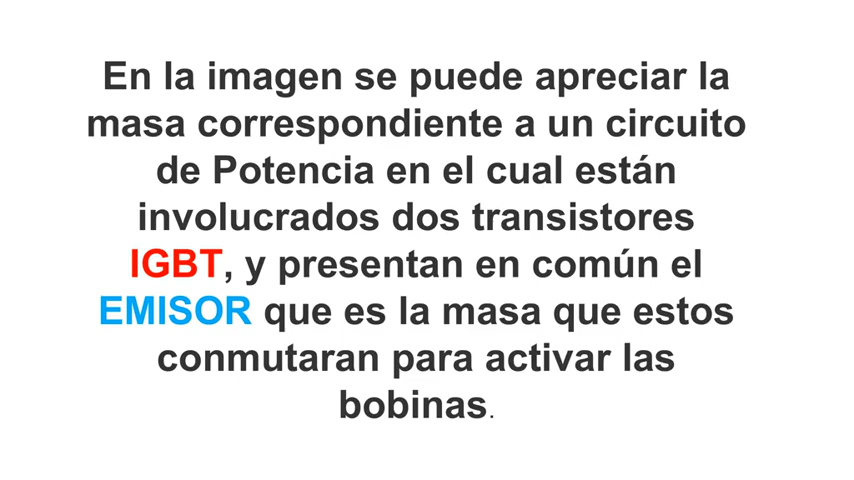 En la imagen se puede apreciar la
masa correspondiente a un circuito
de Potencia en el cual están
involucrados dos transistores
IGBT, y presentan en común el
EMISOR que es la masa que estos
conmutaran para activar las
bobinas.